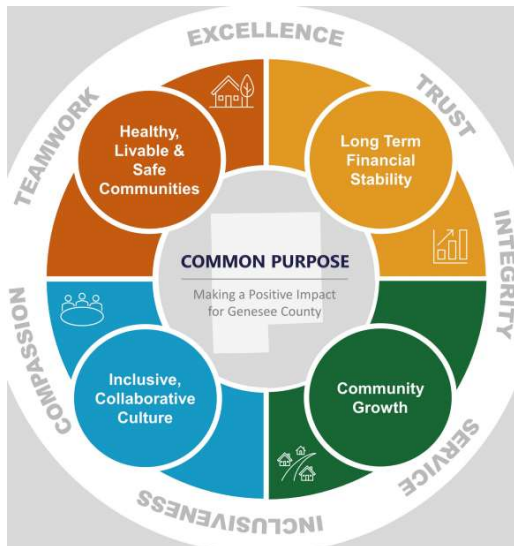 EXCELLENCE
TRUST
INTEGRITY
SERVICE
INCLUSIVENESS
COMPASSION
TEAMWORK
Healthy,
Livable &
Safe
Communities
Long Term
Financial
Stability
COMMON PURPOSE
Making a Positive Impact
for Genesee County
Inclusive,
Collaborative
Culture
Community
Growth